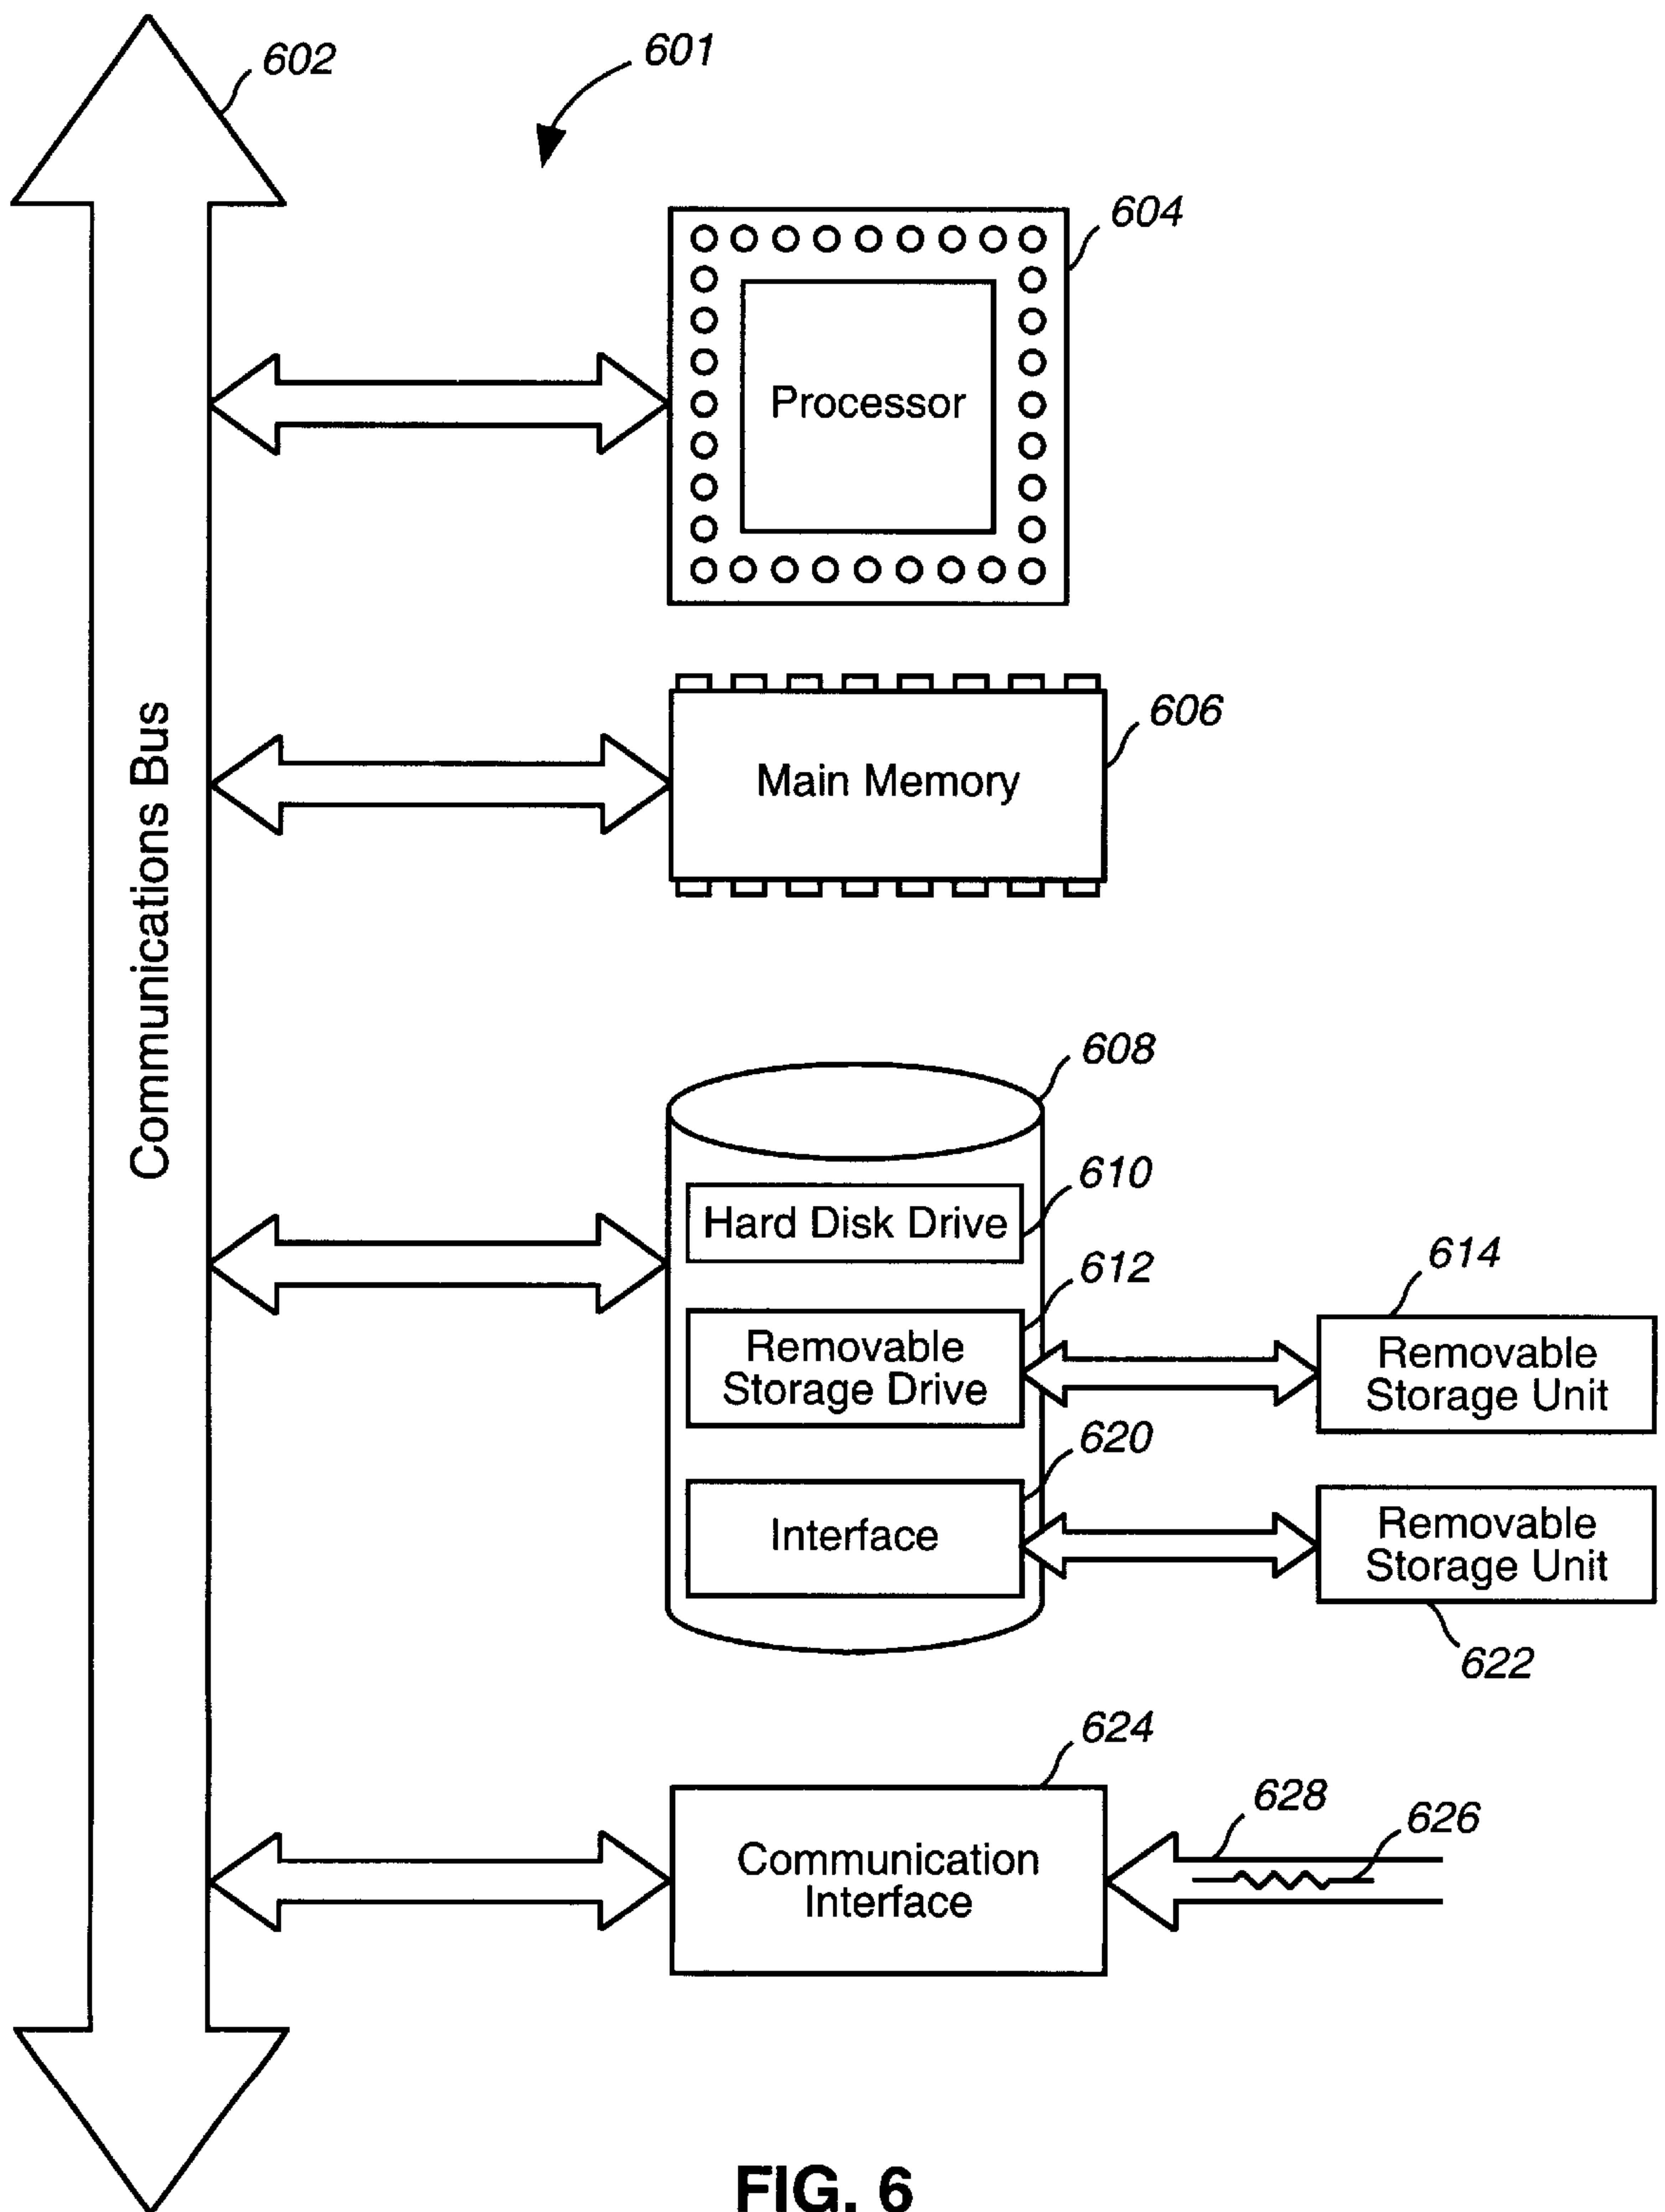 602
601
604
Processor
606
Main Memory
Communications Bus
608
610
Hard Disk Drive
612
614
Removable
Storage Drive
Removable
Storage Unit
620
Interface
Removable
Storage Unit
622
624
628
626
Communication
Interface
FIG. 6